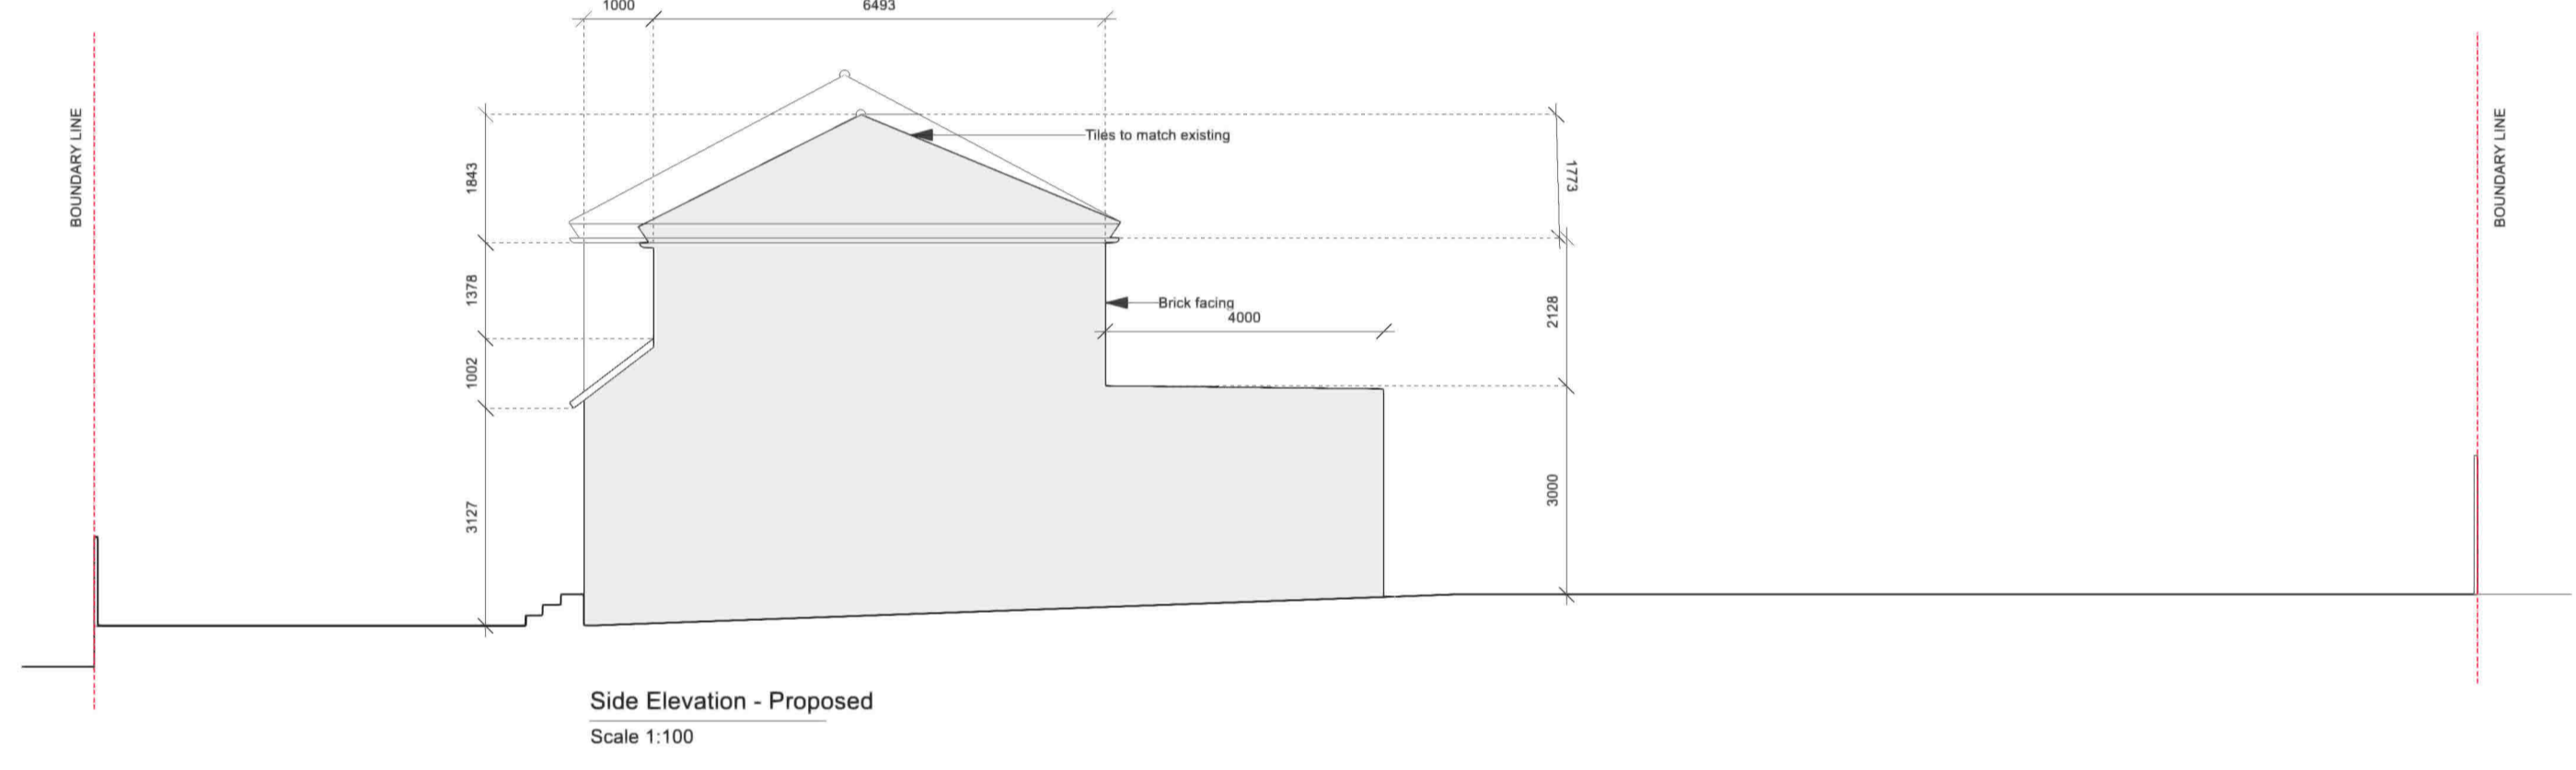 1000
6493
BOUNDARY LINE
BOUNDARY LINE
Tiles to match existing
1843
1773
1378
Brick facing
4000
2128
1002
3127
3000
Side Elevation - Proposed
Scale 1:100